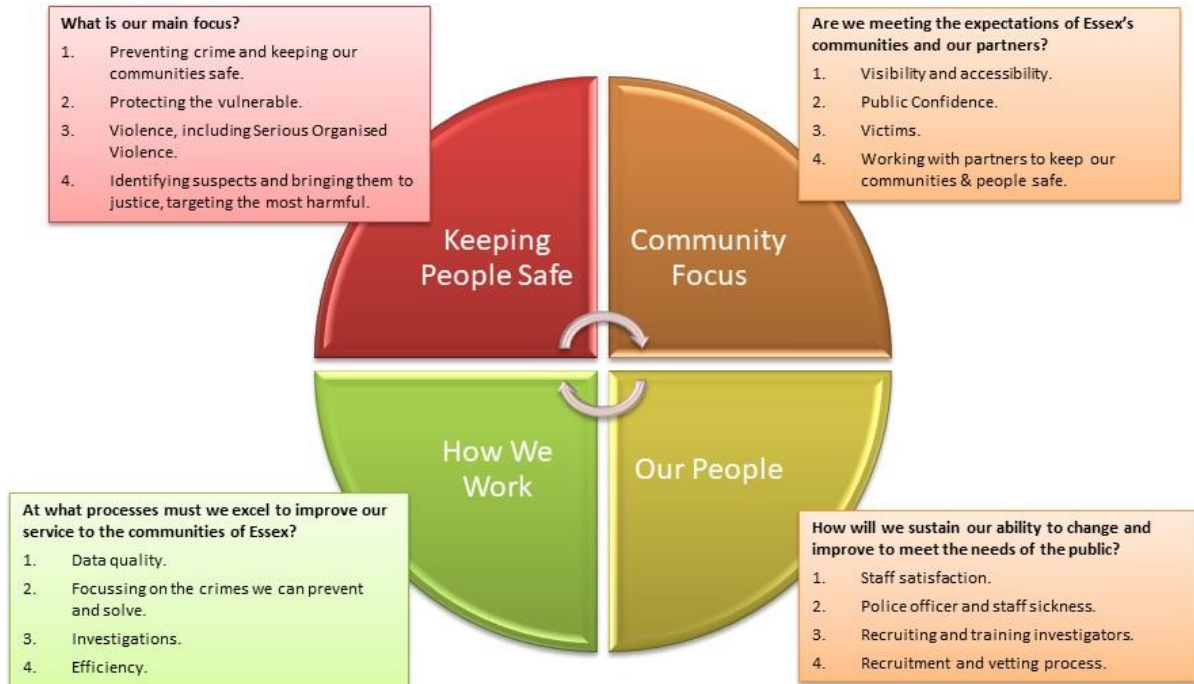 What is our main focus?
1. Preventing crime and keeping our
communities safe.
2. Protecting the vulnerable.
3. Violence, including Serious Organised
Violence.
4. Identifying suspects and bringing them to
justice, targeting the most harmful.
Are we meeting the expectations of Essex's
communities and our partners?
1. Visibility and accessibility.
2. Public Confidence.
3. Victims.
4. Working with partners to keep our
communities & people safe.
Keeping
People Safe
Community
Focus
How We
Work
Our People
At what processes must we excel to improve our
service to the communities of Essex?
1. Data quality.
2. Focussing on the crimes we can prevent
and solve.
3. Investigations.
4. Efficiency.
How will we sustain our ability to change and
improve to meet the needs of the public?
1. Staff satisfaction.
2. Police officer and staff sickness.
3. Recruiting and training investigators.
4. Recruitment and vetting process.